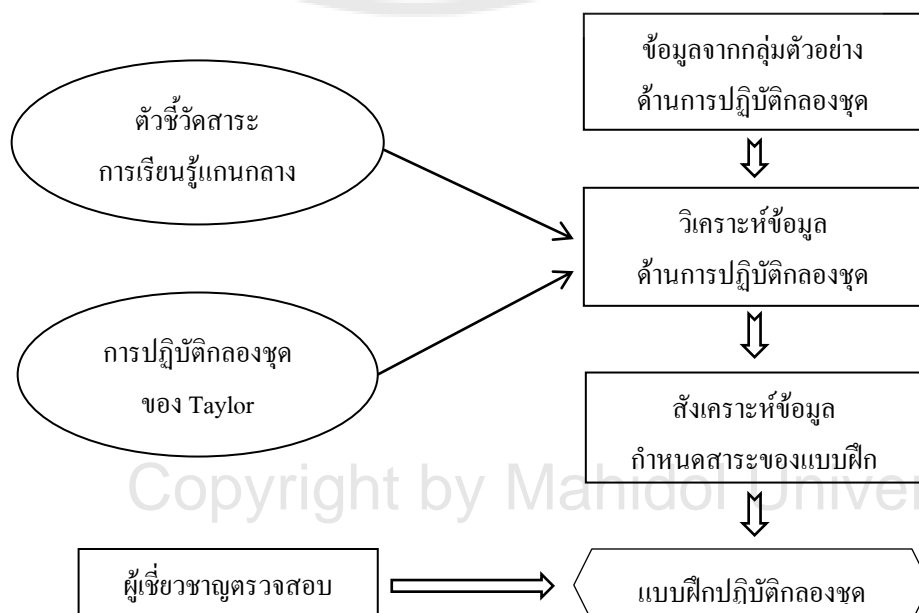 ข้อมูลจากกลุ่มตัวอย่าง
ด้านการปฏิบัติกลองชุด
ตัวชี้วัดสาระ
การเรียนรู้แกนกลาง
วิเคราะห์ข้อมูล
ด้านการปฏิบัติกลองชุด
การปฏิบัติกลองชุด
ของ Taylor
สังเคราะห์ข้อมูล
กำหนดสาระของแบบฝึก
Copyright by Mahidol Univer
ผู้เชี่ยวชาญตรวจสอบ
แบบฝึกปฏิบัติกลองชุด